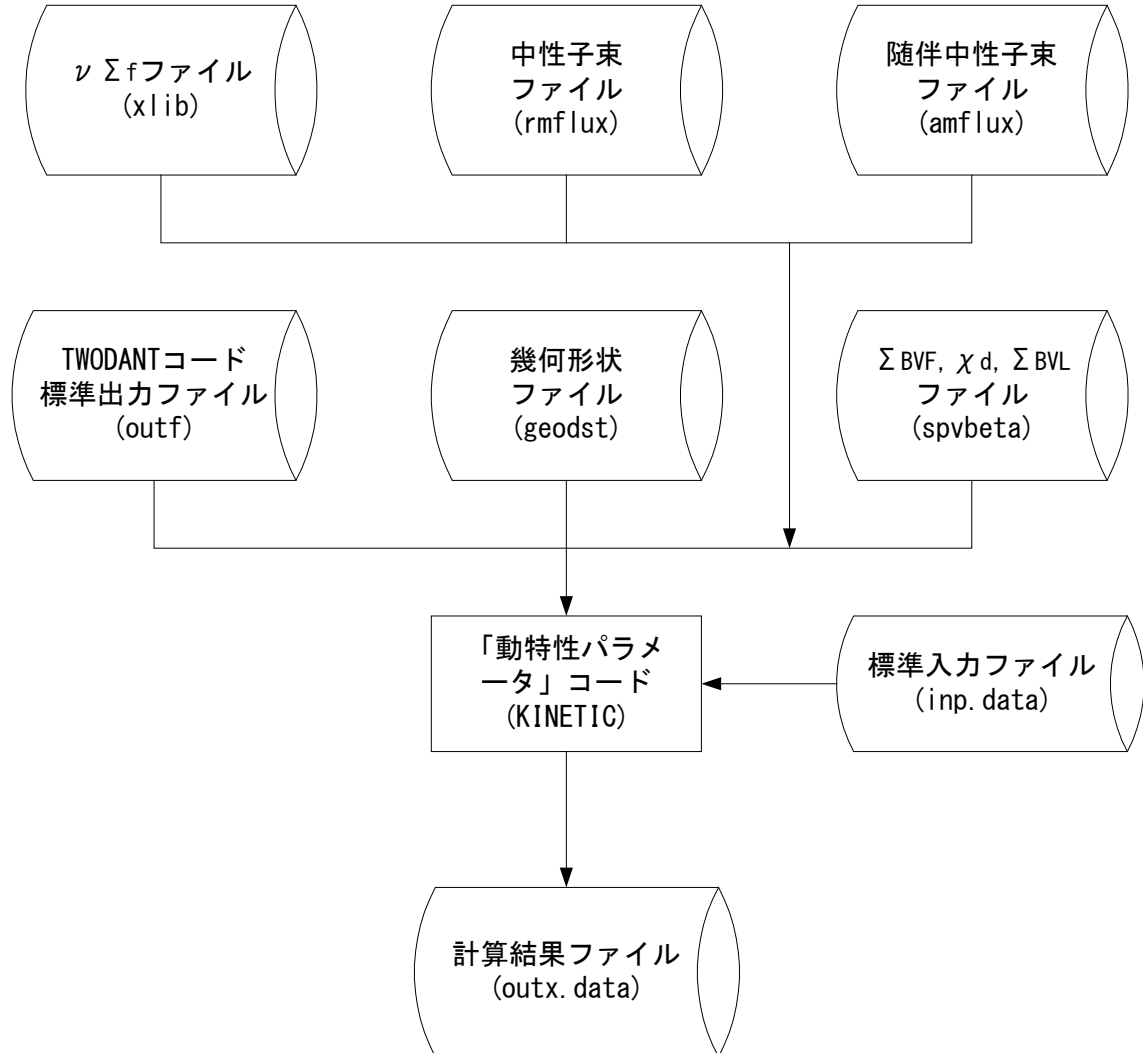 ν Σfファイル
(xlib)
中性子束
ファイル
(rmflux)
随伴中性子束
ファイル
(amflux)
TWODANTコード
標準出力ファイル
(outf)
幾何形状
ファイル
(geodst)
ΣBVF, χd, ΣBVL
ファイル
(spvbeta)
「動特性パラメ
ータ」コード
(KINETIC)
標準入力ファイル
(inp.data)
計算結果ファイル
(outx.data)